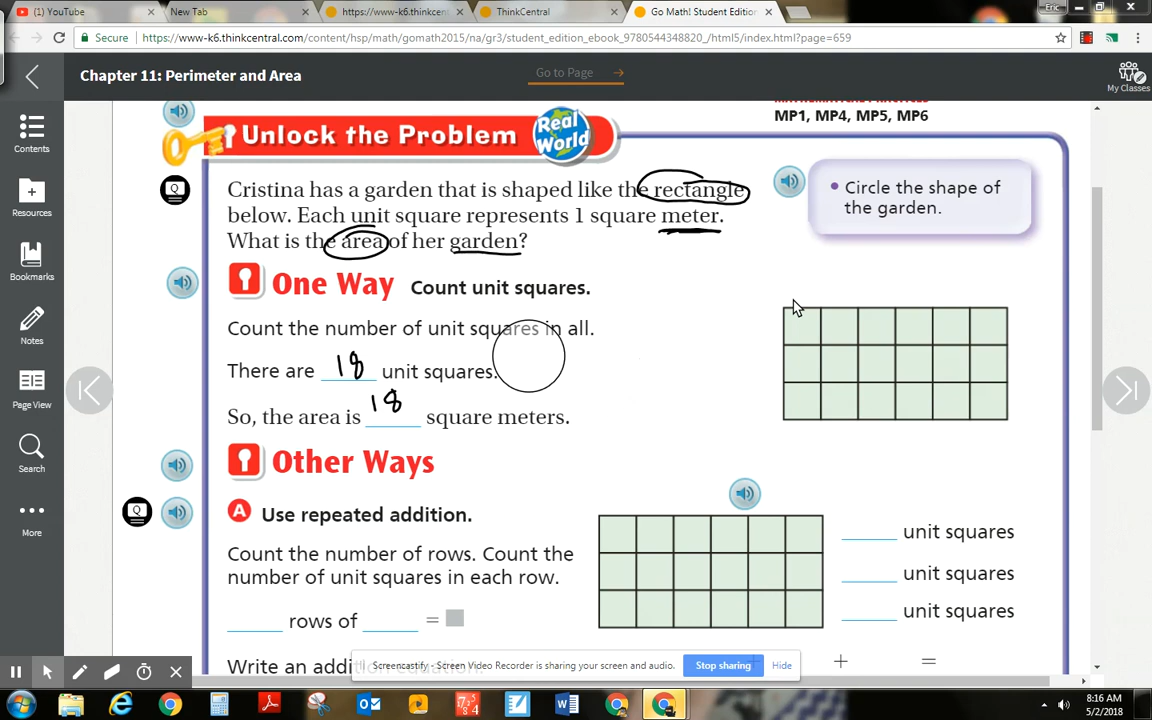 YouTube
New Tab
https://www-k6.thinkcent
ThinkCentral
Go Math! Student Edition
Eric
Secure https://www-k6.thinkcentral.com/content/hsp/math/gomath2015/na/gr3/student_edition_ebook_9780544348820_/html5/index.html?page=659
Chapter 11: Perimeter and Area
Go to Page →
My Classes
Contents
Resources
Bookmarks
Notes
Page View
Search
More
MP1, MP4, MP5, MP6
Unlock the Problem
Real
World
Q
Cristina has a garden that is shaped like the rectangle
below. Each unit square represents 1 square meter.
What is the area of her garden?
• Circle the shape of
the garden.
One Way Count unit squares.
Count the number of unit squares in all.
There are 18 unit squares.
So, the area is 18 square meters.
Other Ways
Q
A Use repeated addition.
Count the number of rows. Count the
number of unit squares in each row.
____ rows of ____ =
____ unit squares
____ unit squares
____ unit squares
+ =
Screencastify - Screen Video Recorder is sharing your screen and audio.
Stop sharing
Hide
8:16 AM
5/2/2018